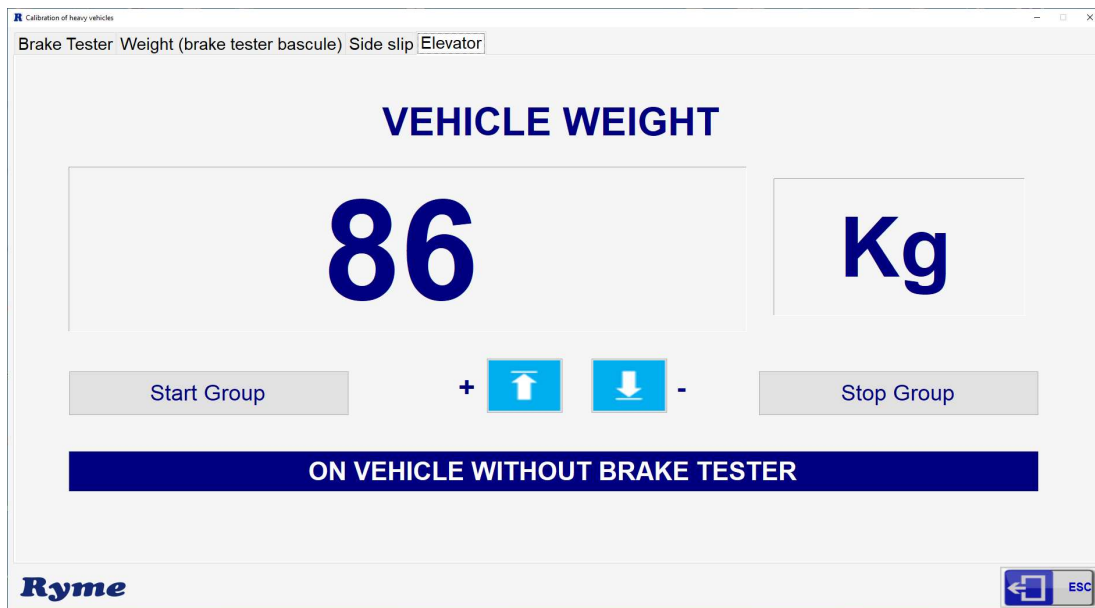 R Calibration of heavy vehicles
Brake Tester Weight (brake tester bascule) Side slip Elevator
VEHICLE WEIGHT
86 Kg
Start Group + - Stop Group
ON VEHICLE WITHOUT BRAKE TESTER
Ryme ESC